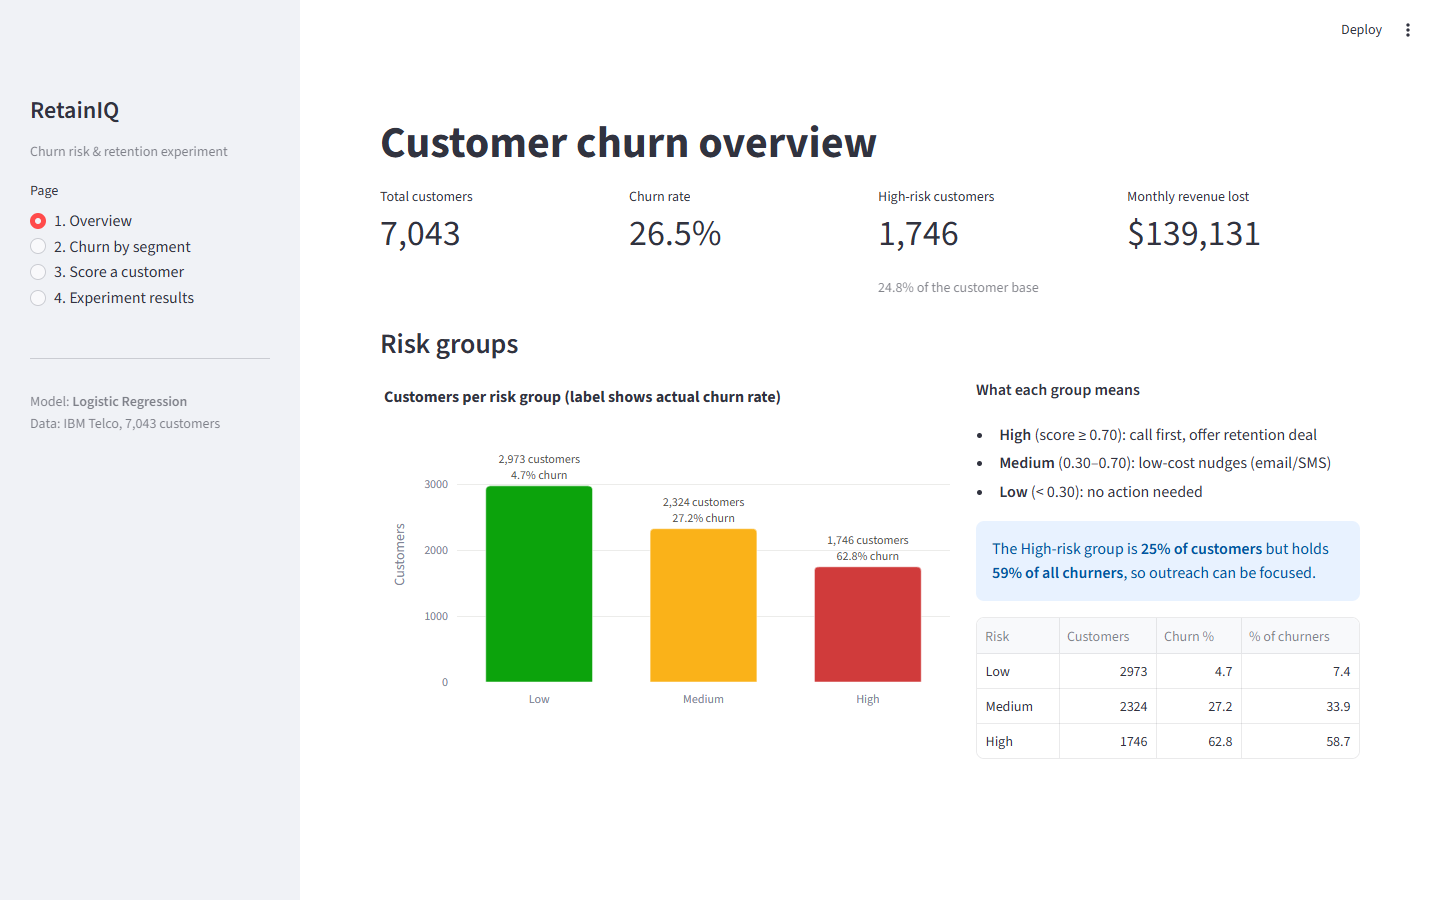 Deploy
RetainIQ
Churn risk & retention experiment
Page
1. Overview
2. Churn by segment
3. Score a customer
4. Experiment results
Model: Logistic Regression
Data: IBM Telco, 7,043 customers
Customer churn overview
Total customers
7,043
Churn rate
26.5%
High-risk customers
1,746
24.8% of the customer base
Monthly revenue lost
$139,131
Risk groups
Customers per risk group (label shows actual churn rate)
Customers
3000
2000
1000
0
2,973 customers
4.7% churn
2,324 customers
27.2% churn
1,746 customers
62.8% churn
Low
Medium
High
What each group means
• High (score ≥ 0.70): call first, offer retention deal
• Medium (0.30–0.70): low-cost nudges (email/SMS)
• Low (< 0.30): no action needed
The High-risk group is 25% of customers but holds
59% of all churners, so outreach can be focused.
Risk Customers Churn % % of churners
Low 2973 4.7 7.4
Medium 2324 27.2 33.9
High 1746 62.8 58.7